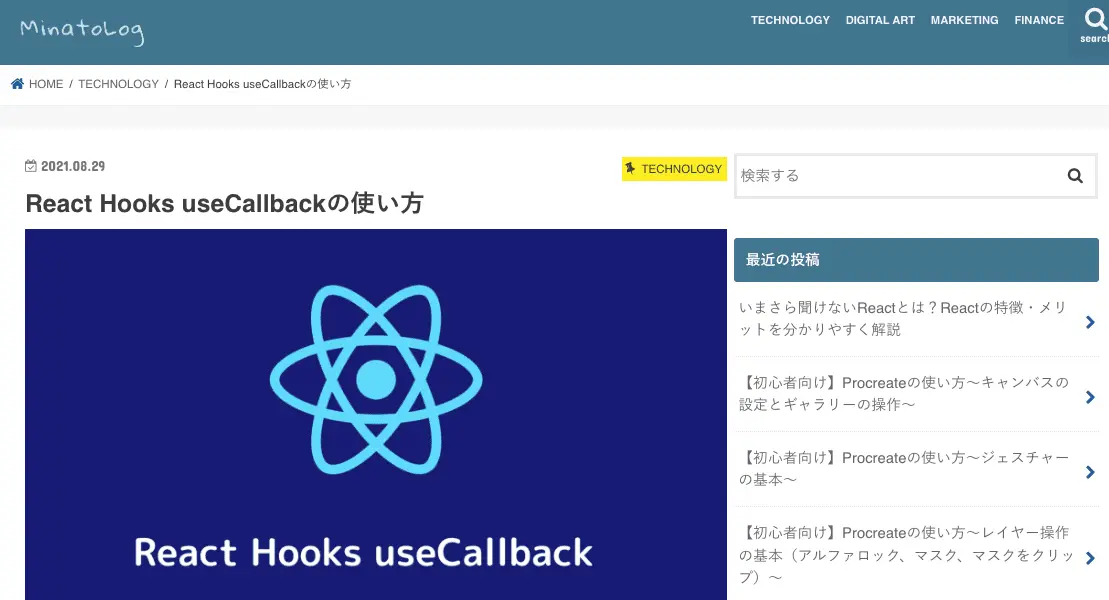 MinatoLog
TECHNOLOGY DIGITAL ART MARKETING FINANCE
search
HOME / TECHNOLOGY / React Hooks useCallbackの使い方
2021.08.29
TECHNOLOGY
React Hooks useCallbackの使い方
React Hooks useCallback
検索する
最近の投稿
いまさら聞けないReactとは？Reactの特徴・メリ
ットを分かりやすく解説
【初心者向け】Procreateの使い方〜キャンバスの
設定とギャラリーの操作〜
【初心者向け】Procreateの使い方〜ジェスチャー
の基本〜
【初心者向け】Procreateの使い方〜レイヤー操作
の基本（アルファロック、マスク、マスクをクリッ
プ）〜